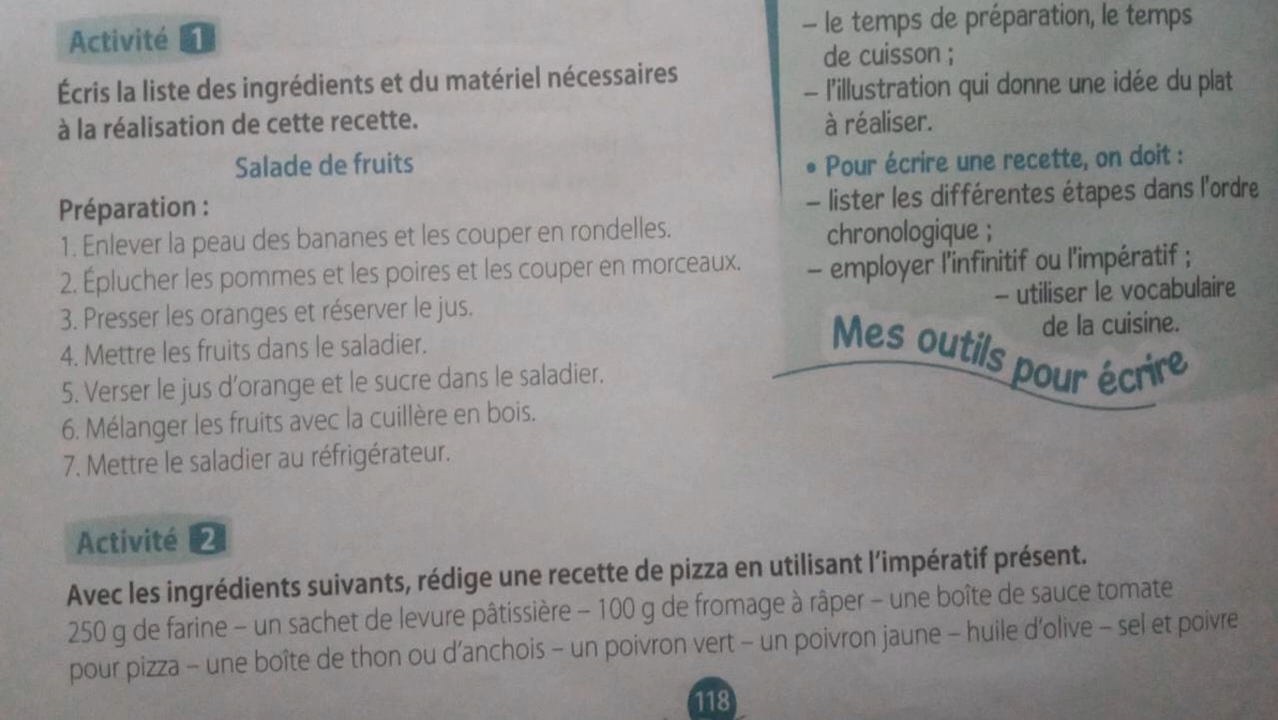 Activité 1
Écris la liste des ingrédients et du matériel nécessaires
à la réalisation de cette recette.
Salade de fruits
Préparation :
1. Enlever la peau des bananes et les couper en rondelles.
2. Éplucher les pommes et les poires et les couper en morceaux.
3. Presser les oranges et réserver le jus.
4. Mettre les fruits dans le saladier.
5. Verser le jus d'orange et le sucre dans le saladier.
6. Mélanger les fruits avec la cuillère en bois.
7. Mettre le saladier au réfrigérateur.
– le temps de préparation, le temps
de cuisson ;
– l'illustration qui donne une idée du plat
à réaliser.
• Pour écrire une recette, on doit :
– lister les différentes étapes dans l'ordre
chronologique ;
– employer l'infinitif ou l'impératif ;
– utiliser le vocabulaire
de la cuisine.
Mes outils pour écrire
Activité 2
Avec les ingrédients suivants, rédige une recette de pizza en utilisant l'impératif présent.
250 g de farine – un sachet de levure pâtissière – 100 g de fromage à râper – une boîte de sauce tomate
pour pizza – une boîte de thon ou d'anchois – un poivron vert – un poivron jaune – huile d'olive – sel et poivre
118